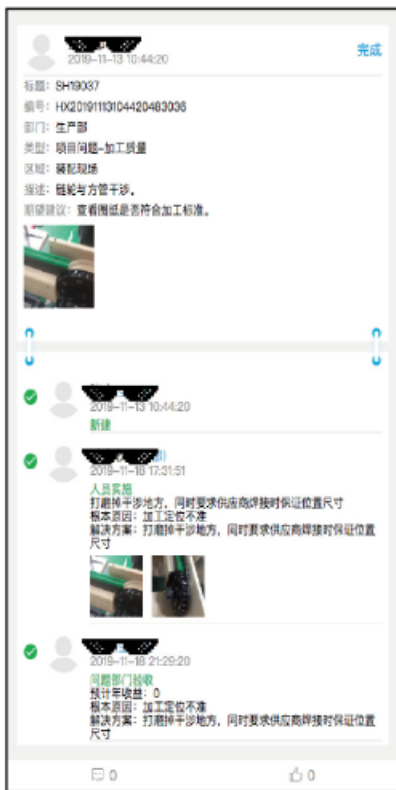 2019-11-13 10:44:20
完成
标题：SH19037
编号：HX20191113104420483036
部门：生产部
类型：项目问题-加工质量
区域：装配现场
描述：链轮与方管干涉。
期望建议：查看图纸是否符合加工标准。
2019-11-13 10:44:20
新建
2019-11-18 17:31:51
人员实施
打磨掉干涉地方，同时要求供应商焊接时保证位置尺寸
根本原因：加工定位不准
解决方案：打磨掉干涉地方，同时要求供应商焊接时保证位置
尺寸
2019-11-18 21:29:20
问题部门验收
预计年收益：0
根本原因：加工定位不准
解决方案：打磨掉干涉地方，同时要求供应商焊接时保证位置
尺寸
0
0